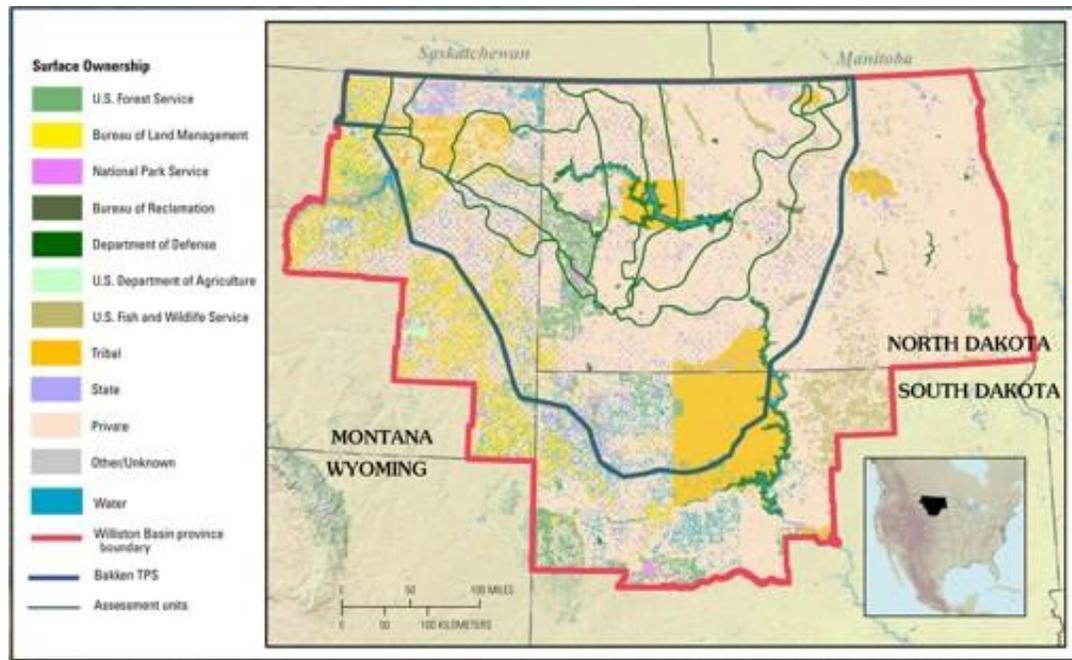 Saskatchewan
Manitoba
Surface Ownership
U.S. Forest Service
Bureau of Land Management
National Park Service
Bureau of Reclamation
Department of Defense
U.S. Department of Agriculture
U.S. Fish and Wildlife Service
Tribal
State
Private
Other/Unknown
Water
Williston Basin province
boundary
Bakken TPS
Assessment units
NORTH DAKOTA
SOUTH DAKOTA
MONTANA
WYOMING
0 50 100 MILES
0 50 100 KILOMETERS